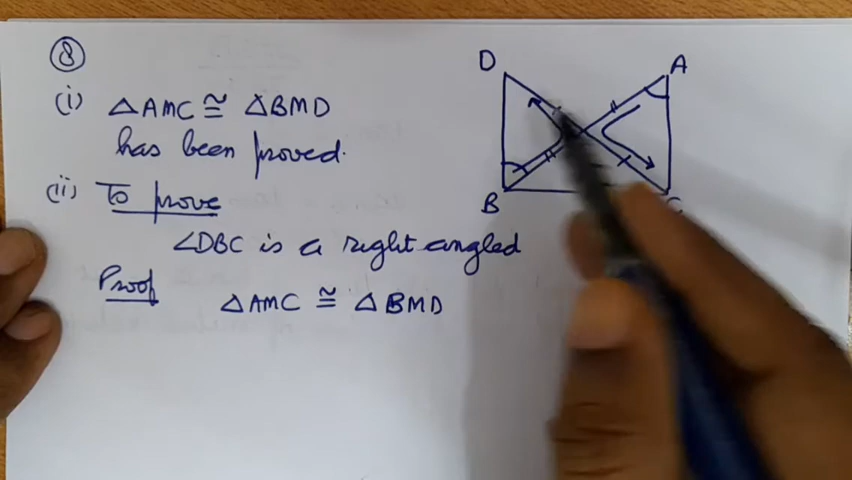 8
(i) △AMC ≅ △BMD
has been proved.
(ii) To prove
∠DBC is a right angled
Proof △AMC ≅ △BMD
D A
B C